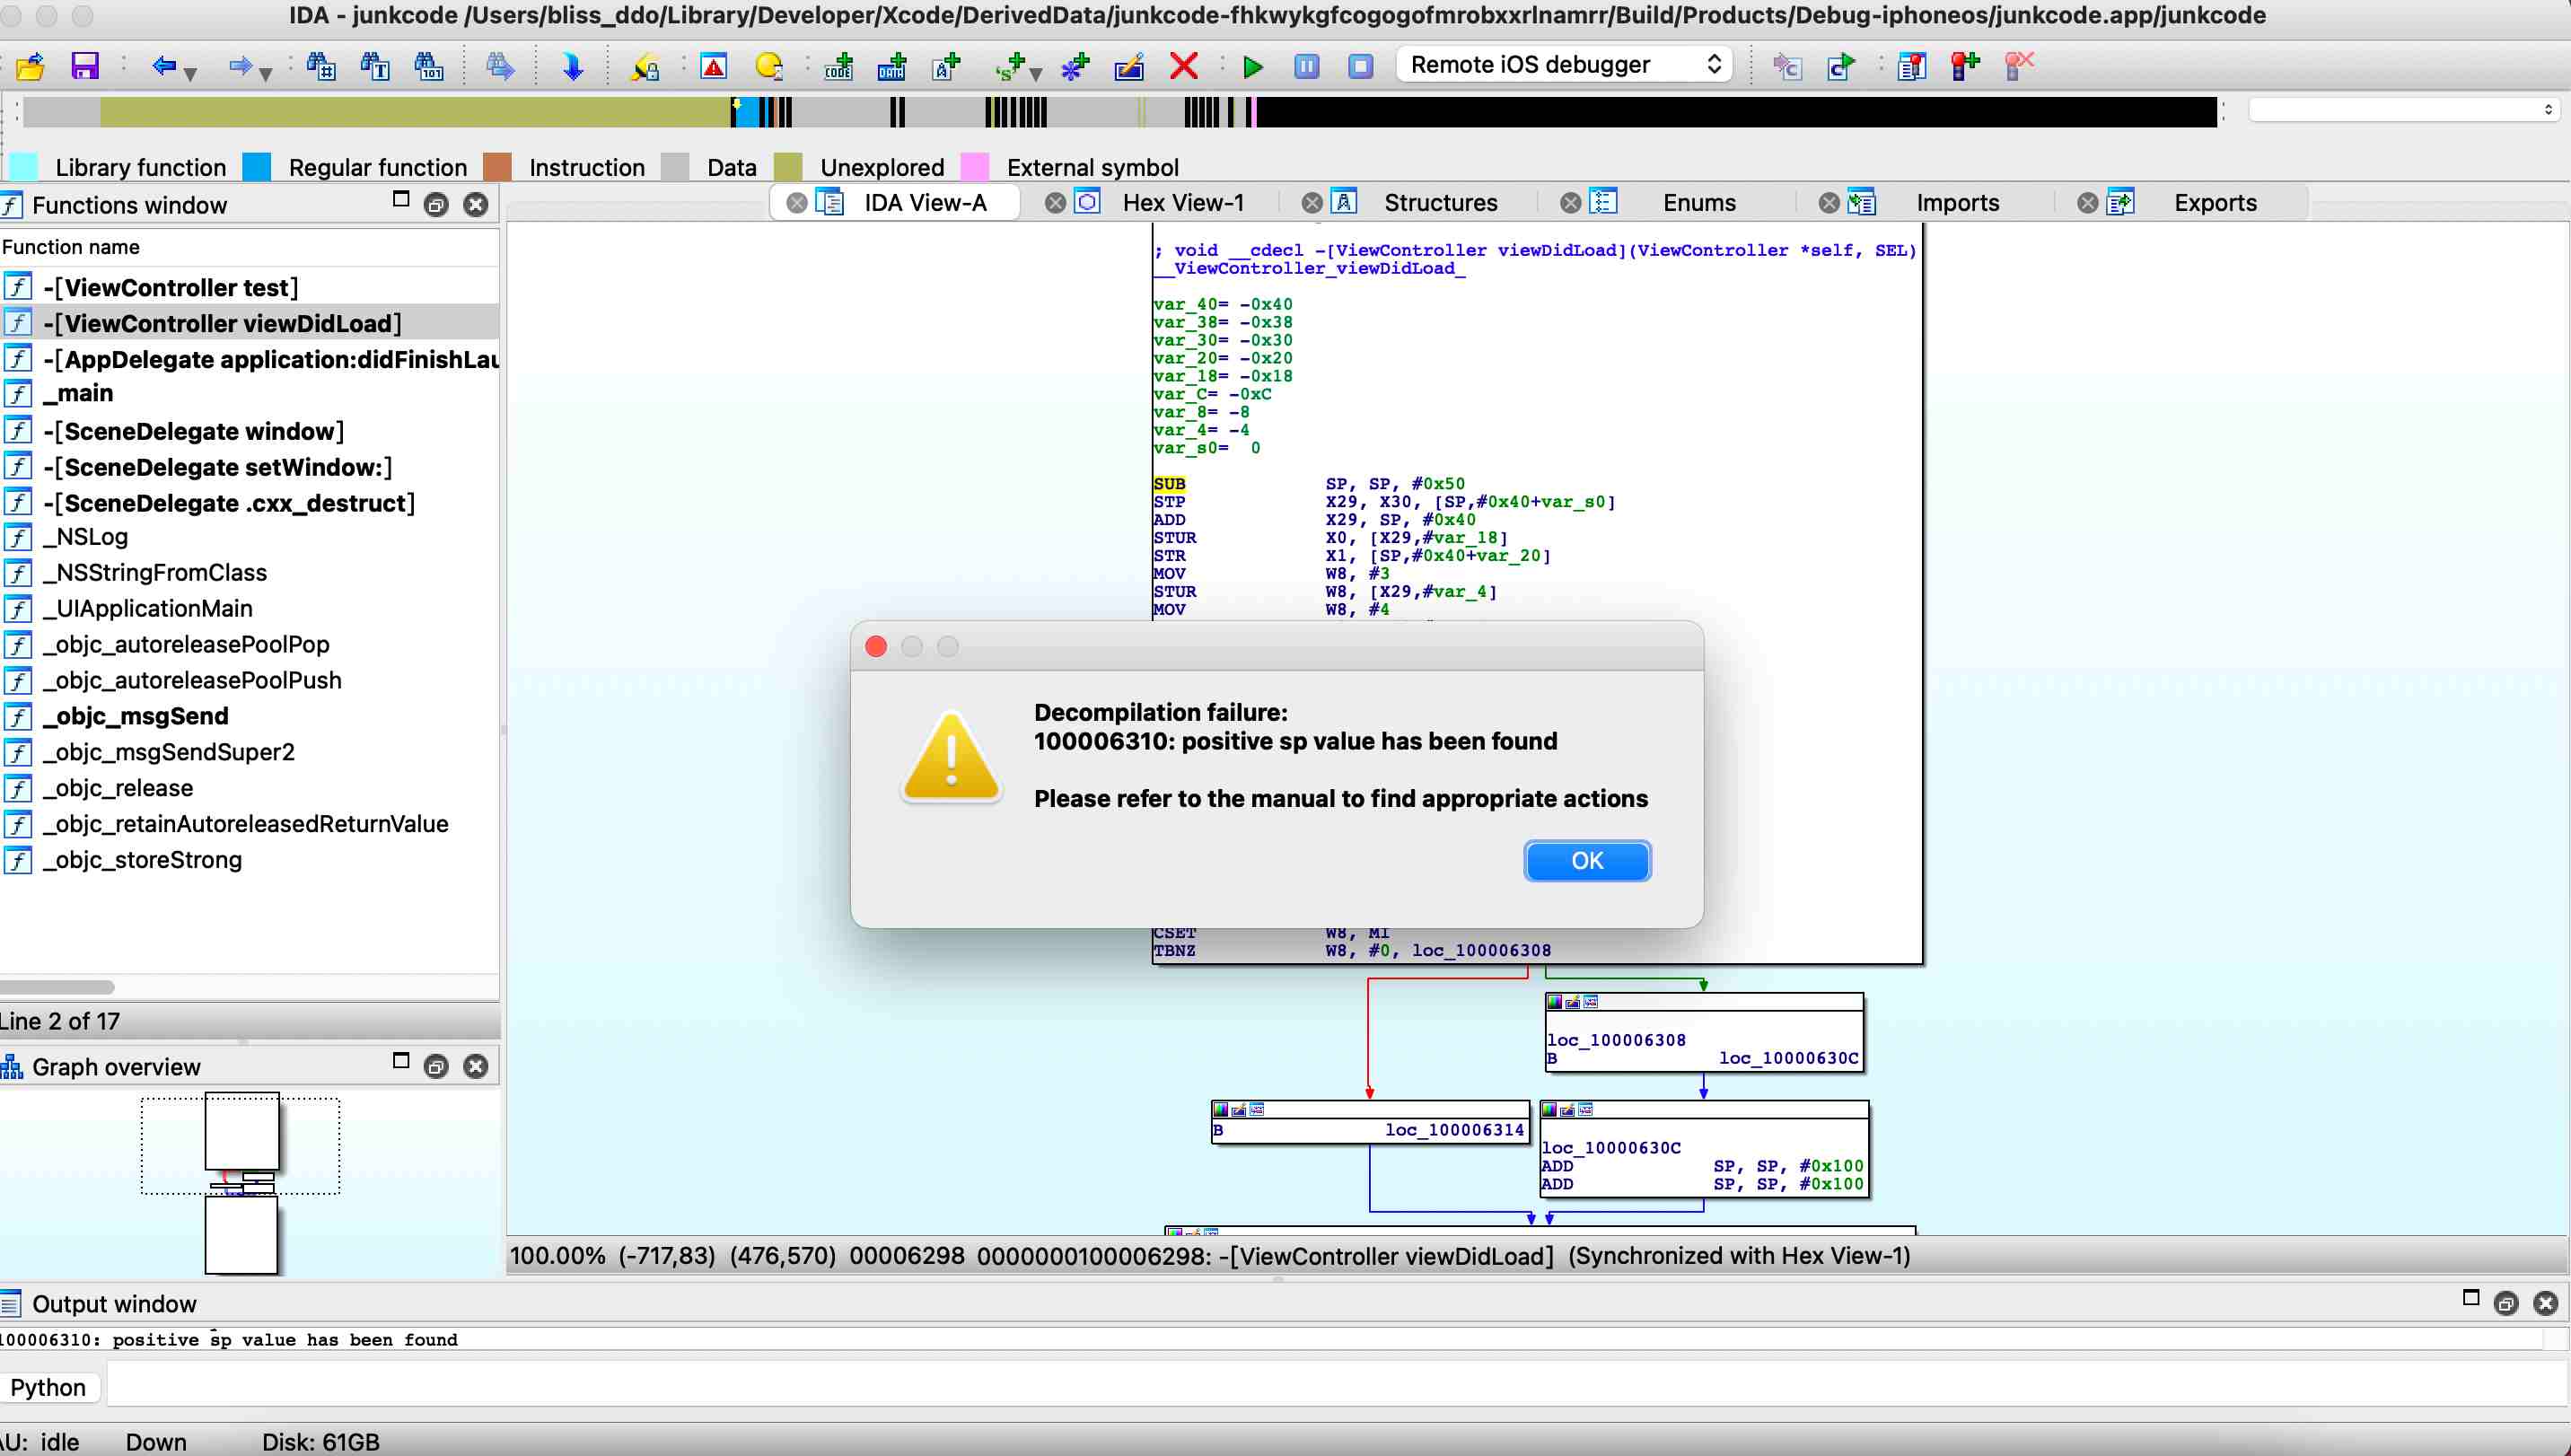 IDA - junkcode /Users/bliss_ddo/Library/Developer/Xcode/DerivedData/junkcode-fhkwykgfcogogofmrobxxrlnamrr/Build/Products/Debug-iphoneos/junkcode.app/junkcode
Remote iOS debugger
Library function Regular function Instruction Data Unexplored External symbol
Functions window
IDA View-A Hex View-1 Structures Enums Imports Exports
Function name
-[ViewController test]
-[ViewController viewDidLoad]
-[AppDelegate application:didFinishLau
_main
-[SceneDelegate window]
-[SceneDelegate setWindow:]
-[SceneDelegate .cxx_destruct]
_NSLog
_NSStringFromClass
_UIApplicationMain
_objc_autoreleasePoolPop
_objc_autoreleasePoolPush
_objc_msgSend
_objc_msgSendSuper2
_objc_release
_objc_retainAutoreleasedReturnValue
_objc_storeStrong
Line 2 of 17
Graph overview
; void __cdecl -[ViewController viewDidLoad](ViewController *self, SEL)
__ViewController_viewDidLoad_
var_40= -0x40
var_38= -0x38
var_30= -0x30
var_20= -0x20
var_18= -0x18
var_C= -0xC
var_8= -8
var_4= -4
var_s0= 0
SUB SP, SP, #0x50
STP X29, X30, [SP,#0x40+var_s0]
ADD X29, SP, #0x40
STUR X0, [X29,#var_18]
STR X1, [SP,#0x40+var_20]
MOV W8, #3
STUR W8, [X29,#var_4]
MOV W8, #4
Decompilation failure:
100006310: positive sp value has been found
Please refer to the manual to find appropriate actions
OK
CSET W8, MI
TBNZ W8, #0, loc_100006308
loc_100006308
B loc_10000630C
B loc_100006314
loc_10000630C
ADD SP, SP, #0x100
ADD SP, SP, #0x100
100.00% (-717,83) (476,570) 00006298 0000000100006298: -[ViewController viewDidLoad] (Synchronized with Hex View-1)
Output window
100006310: positive sp value has been found
Python
AU: idle Down Disk: 61GB